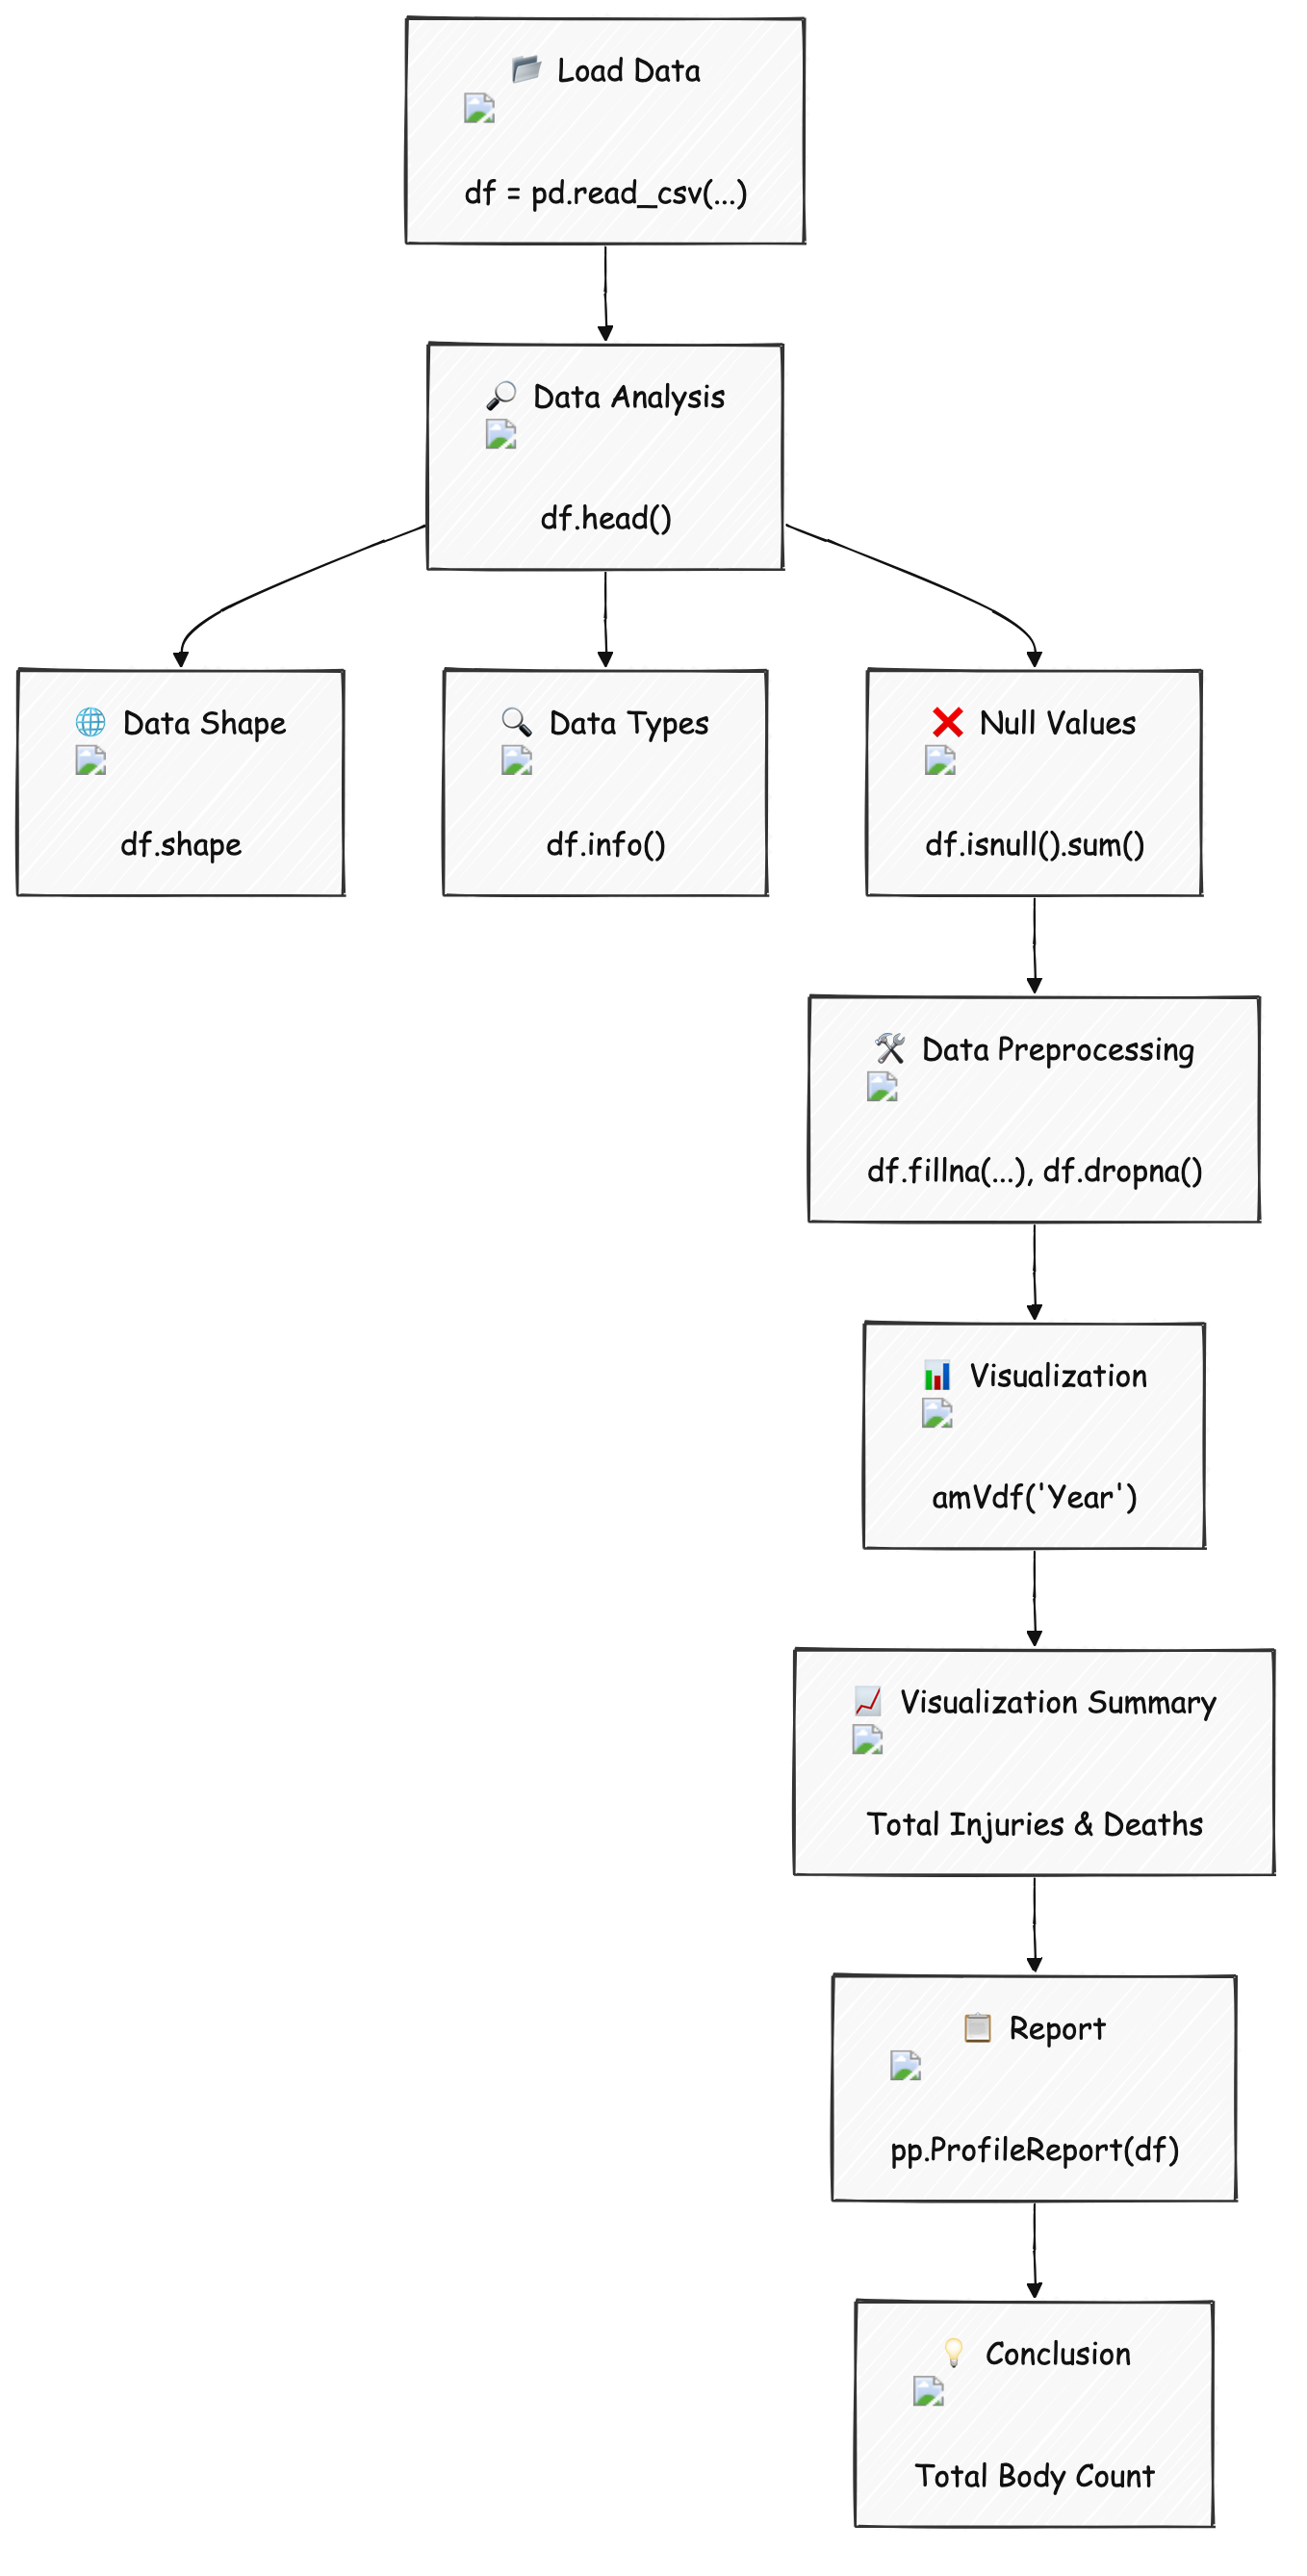 Load Data
df = pd.read_csv(...)
Data Analysis
df.head()
Data Shape
df.shape
Data Types
df.info()
Null Values
df.isnull().sum()
Data Preprocessing
df.fillna(...), df.dropna()
Visualization
amVdf('Year')
Visualization Summary
Total Injuries & Deaths
Report
pp.ProfileReport(df)
Conclusion
Total Body Count